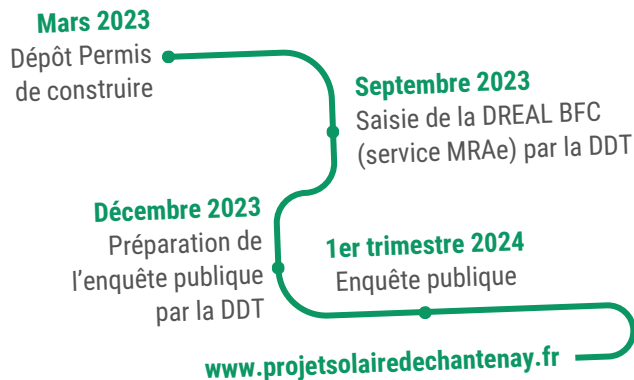 Mars 2023
Dépôt Permis
de construire
Septembre 2023
Saisie de la DREAL BFC
(service MRAe) par la DDT
Décembre 2023
Préparation de
l'enquête publique
par la DDT
1er trimestre 2024
Enquête publique
www.projetsolairedechantenay.fr